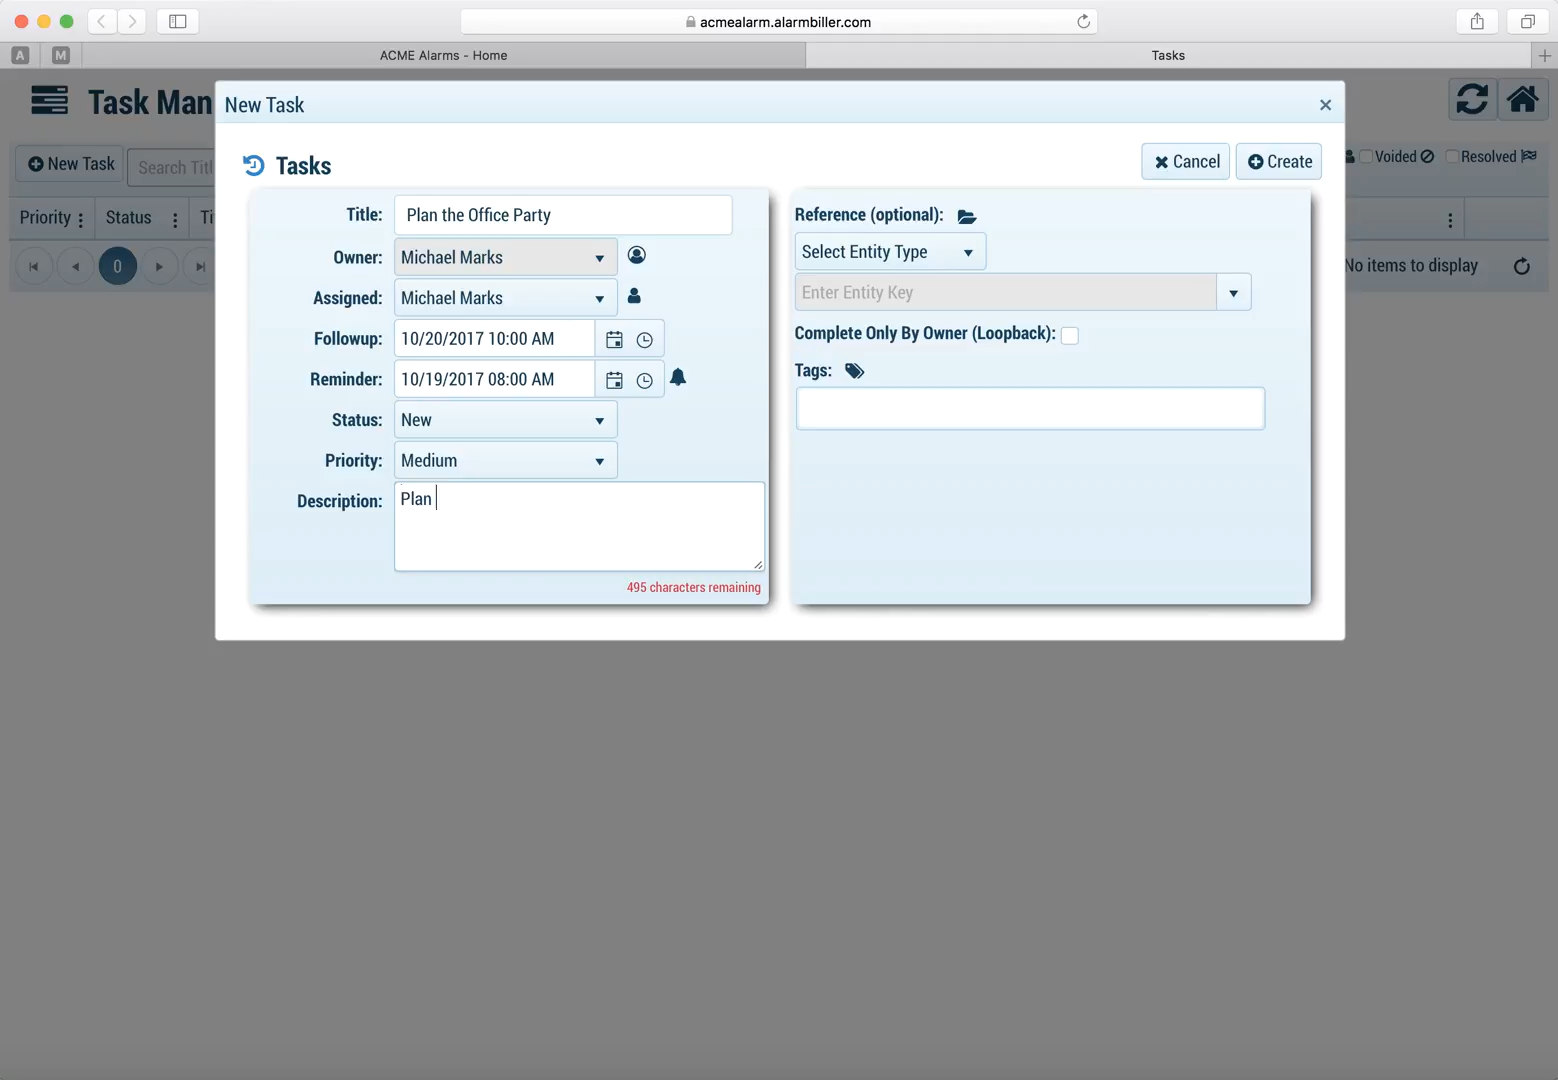 acmealarm.alarmbiller.com
A
M
ACME Alarms - Home
Tasks
Task Man
New Task
×
Tasks
Cancel
Create
New Task
Search Titl
Voided
Resolved
Priority
Status
Ti
0
No items to display
Title:
Plan the Office Party
Owner:
Michael Marks
Assigned:
Michael Marks
Followup:
10/20/2017 10:00 AM
Reminder:
10/19/2017 08:00 AM
Status:
New
Priority:
Medium
Description:
Plan
495 characters remaining
Reference (optional):
Select Entity Type
Enter Entity Key
Complete Only By Owner (Loopback):
Tags: